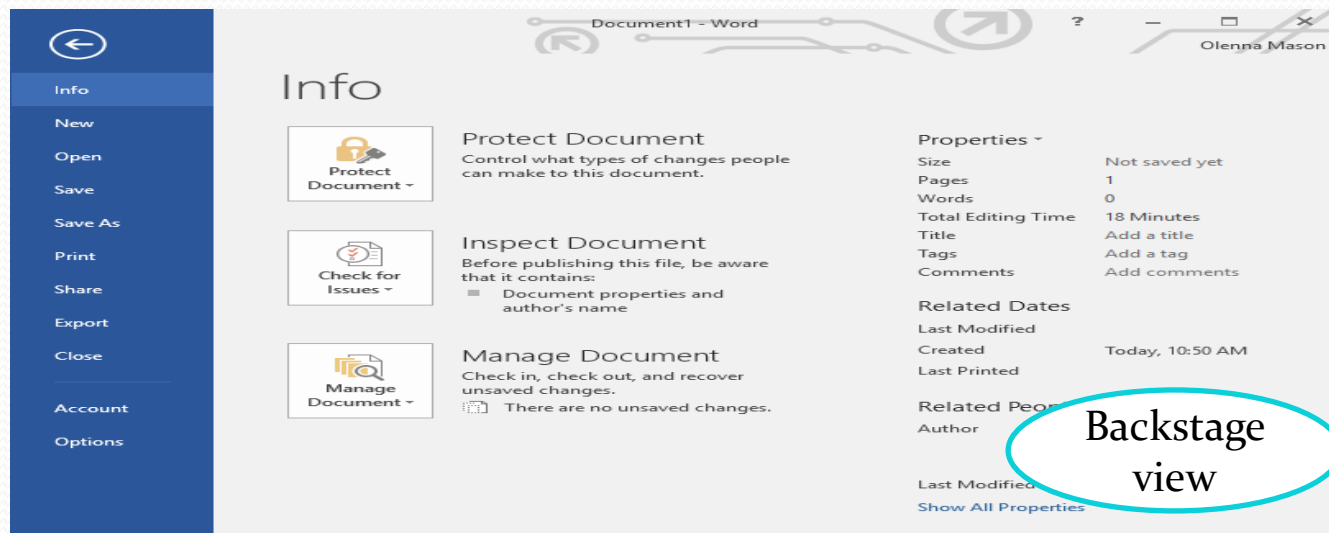 Document1 - Word
?
Olenna Mason
Info
New
Open
Save
Save As
Print
Share
Export
Close
Account
Options
Info
Protect Document
Protect Document
Control what types of changes people
can make to this document.
Check for
Issues
Inspect Document
Before publishing this file, be aware
that it contains:
Document properties and
author's name
Manage
Document
Manage Document
Check in, check out, and recover
unsaved changes.
There are no unsaved changes.
Properties
Size Not saved yet
Pages 1
Words 0
Total Editing Time 18 Minutes
Title Add a title
Tags Add a tag
Comments Add comments
Related Dates
Last Modified
Created Today, 10:50 AM
Last Printed
Related
Author
Last Modified
Show All Properties
Backstage
view